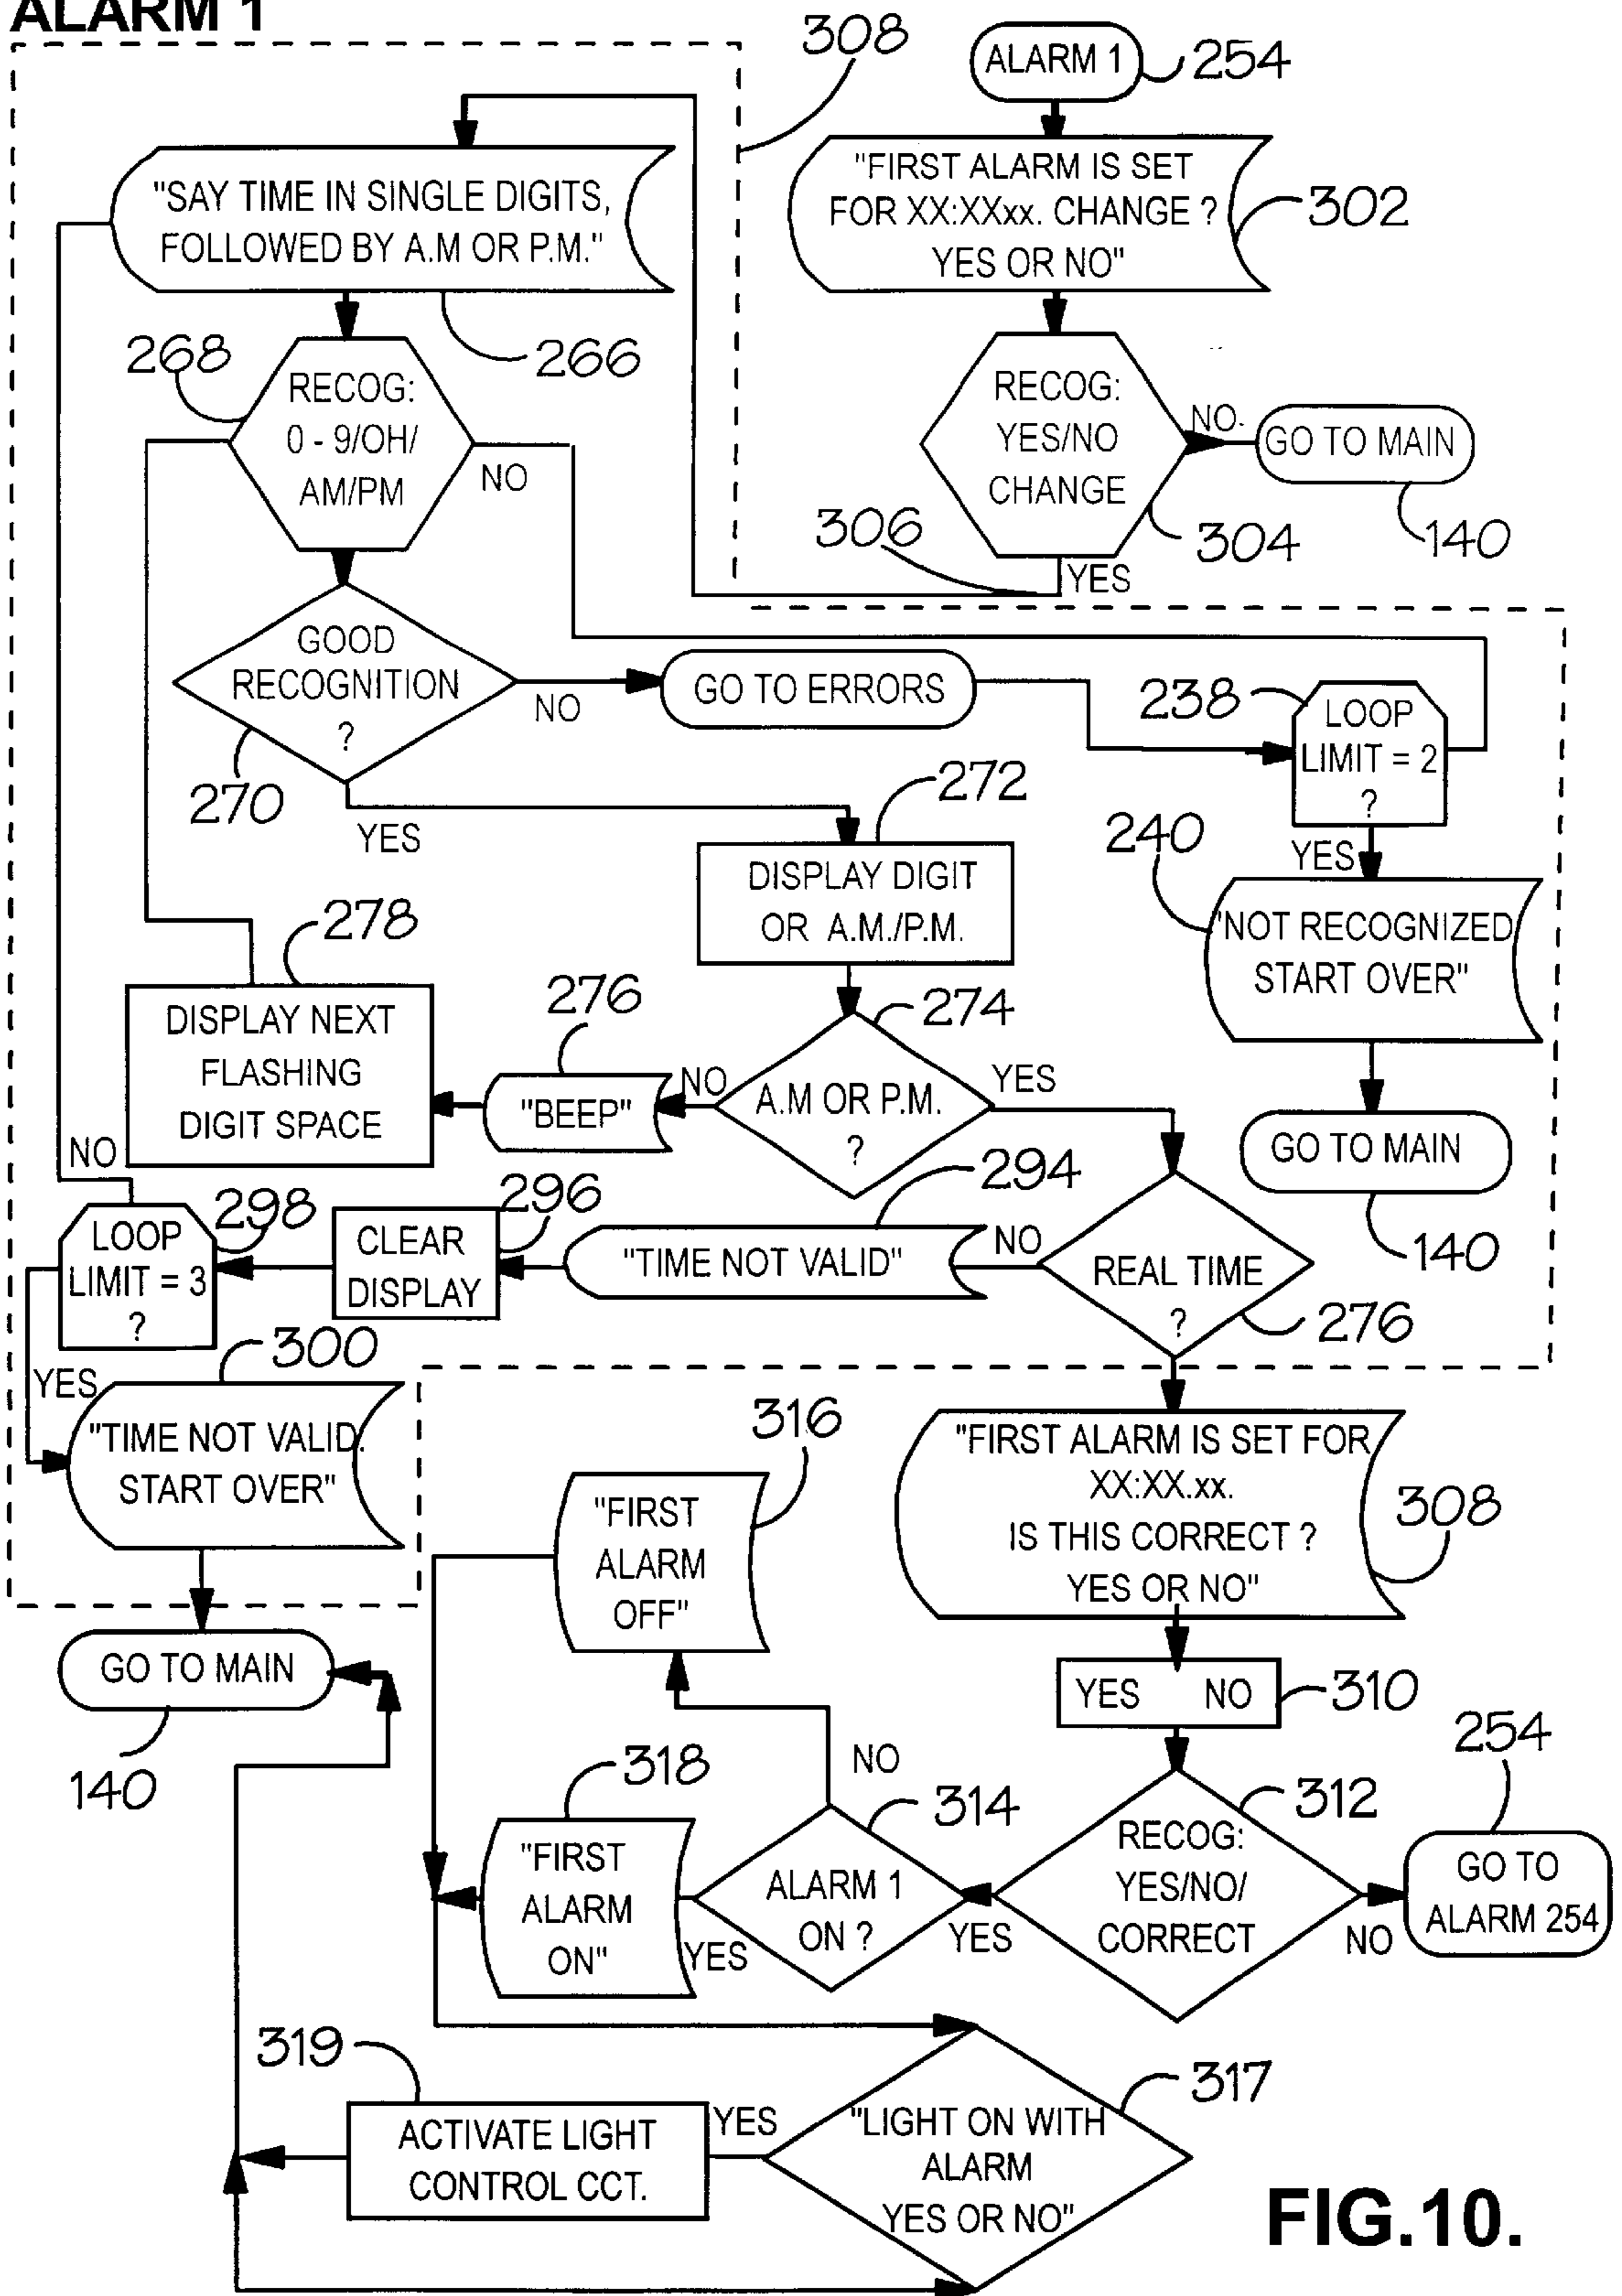 ALARM 1
308
ALARM 1
254
"FIRST ALARM IS SET
FOR XX:XXxx. CHANGE ?
YES OR NO"
302
"SAY TIME IN SINGLE DIGITS,
FOLLOWED BY A.M OR P.M."
266
268
RECOG:
0 - 9/OH/
AM/PM
NO
RECOG:
YES/NO
CHANGE
NO.
GO TO MAIN
140
304
306
YES
GOOD
RECOGNITION
?
270
NO
GO TO ERRORS
238
LOOP
LIMIT = 2
?
YES
YES
272
DISPLAY DIGIT
OR A.M./P.M.
240
"NOT RECOGNIZED
START OVER"
278
DISPLAY NEXT
FLASHING
DIGIT SPACE
276
"BEEP"
NO
274
A.M OR P.M.
?
YES
GO TO MAIN
140
NO
298
LOOP
LIMIT = 3
?
296
CLEAR
DISPLAY
294
"TIME NOT VALID"
NO
REAL TIME
?
276
YES
300
"TIME NOT VALID.
START OVER"
316
"FIRST
ALARM
OFF"
"FIRST ALARM IS SET FOR
XX:XX.xx.
IS THIS CORRECT ?
YES OR NO"
308
GO TO MAIN
140
YES NO
310
254
318
"FIRST
ALARM
ON"
YES
NO
314
ALARM 1
ON ?
YES
312
RECOG:
YES/NO/
CORRECT
NO
GO TO
ALARM 254
319
ACTIVATE LIGHT
CONTROL CCT.
YES
317
"LIGHT ON WITH
ALARM
YES OR NO"
FIG.10.